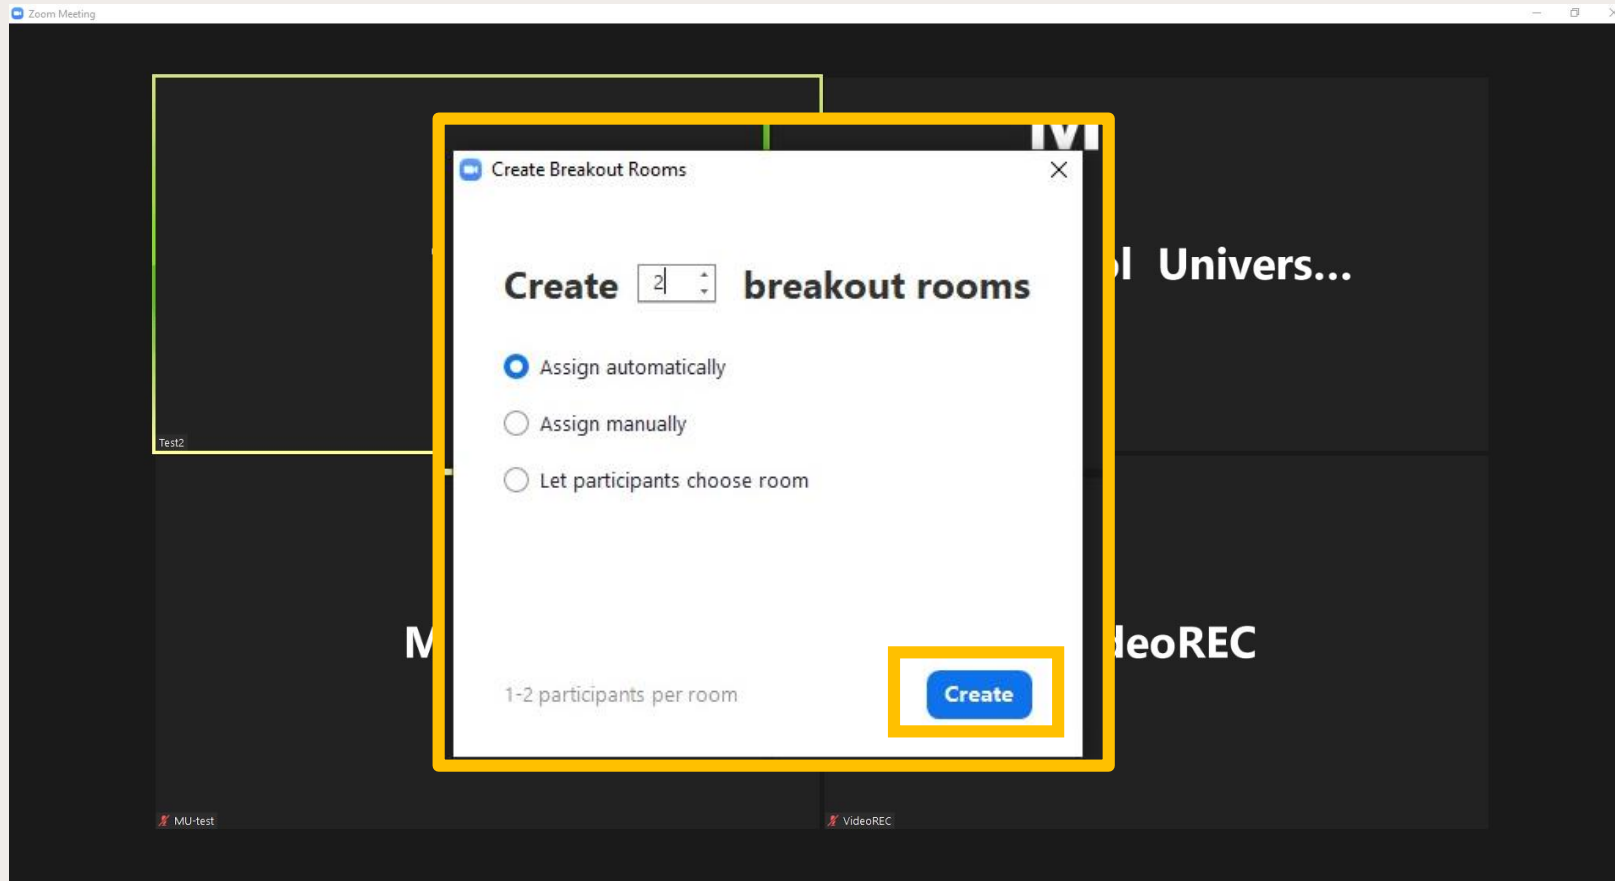 Zoom Meeting
M
Create Breakout Rooms
l Univers...
Create 2 breakout rooms
Assign automatically
Assign manually
Test2
Let participants choose room
M
deoREC
1-2 participants per room
Create
MU-test
VideoREC